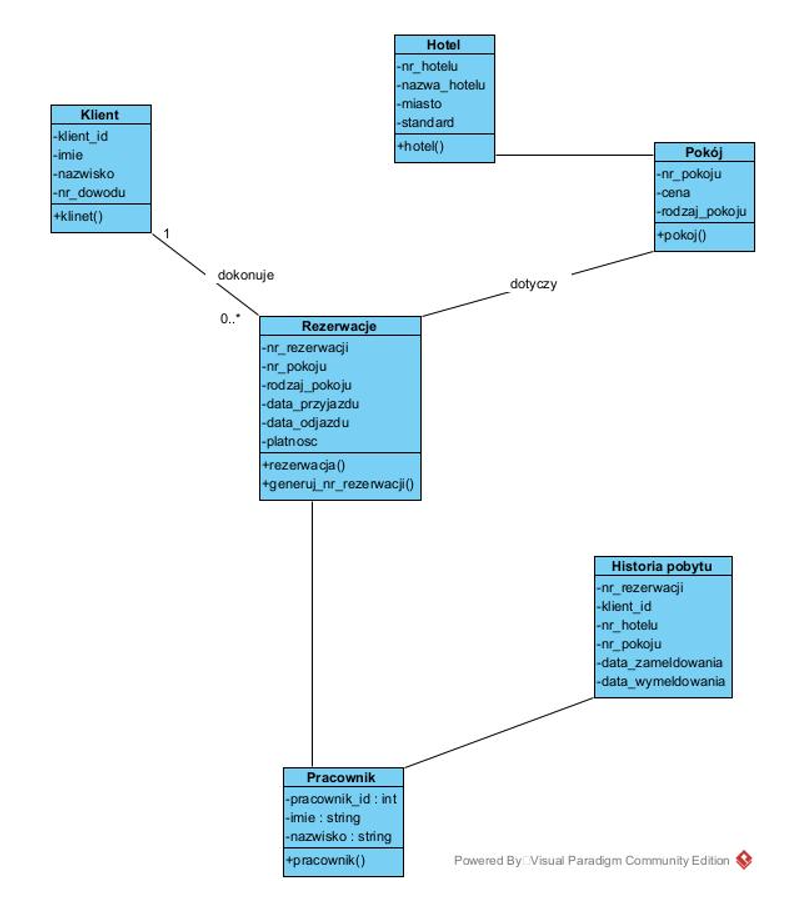 Hotel
-nr_hotelu
-nazwa_hotelu
-miasto
-standard
+hotel()
Klient
-klient_id
-imie
-nazwisko
-nr_dowodu
+klinet()
Pokój
-nr_pokoju
-cena
-rodzaj_pokoju
+pokoj()
1
dokonuje
0..*
dotyczy
Rezerwacje
-nr_rezerwacji
-nr_pokoju
-rodzaj_pokoju
-data_przyjazdu
-data_odjazdu
-platnosc
+rezerwacja()
+generuj_nr_rezerwacji()
Historia pobytu
-nr_rezerwacji
-klient_id
-nr_hotelu
-nr_pokoju
-data_zameldowania
-data_wymeldowania
Pracownik
-pracownik_id : int
-imie : string
-nazwisko : string
+pracownik()
Powered By Visual Paradigm Community Edition